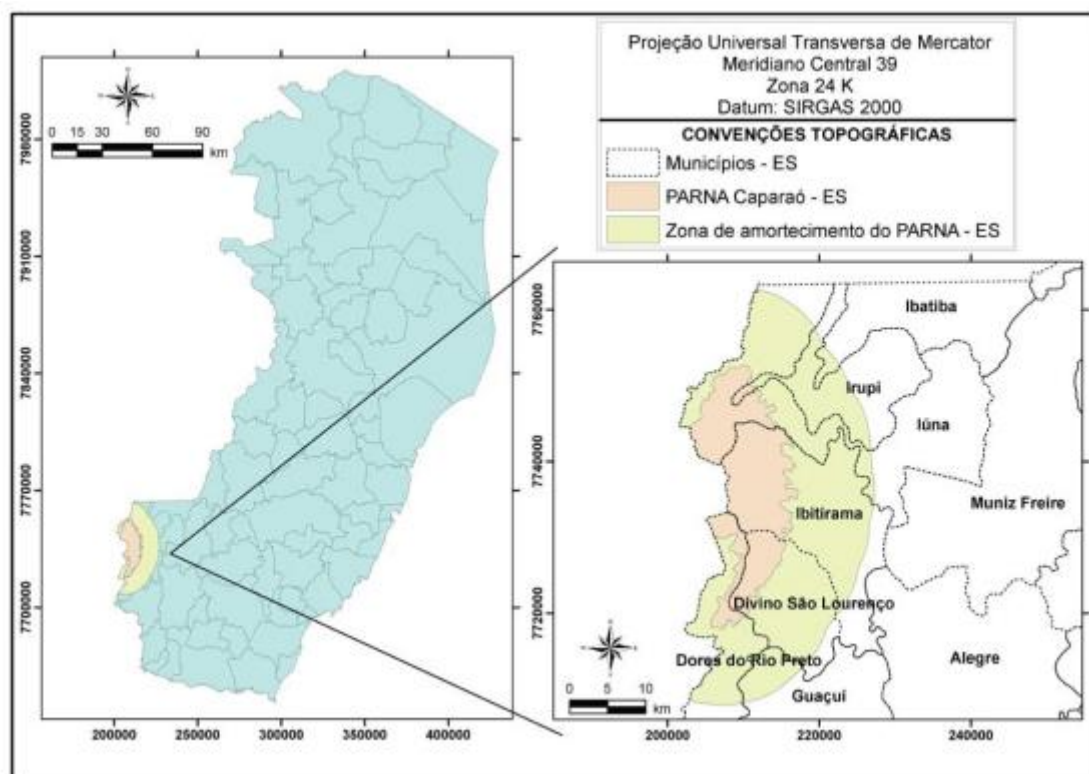 Projeção Universal Transversa de Mercator
Meridiano Central 39
Zona 24 K
Datum: SIRGAS 2000
CONVENÇÕES TOPOGRÁFICAS
Municípios - ES
PARNA Caparaó - ES
Zona de amortecimento do PARNA - ES
0 15 30 60 90
km
7980000
7910000
7840000
7770000
7700000
200000 250000 300000 350000 400000
7760000
7740000
7720000
Ibatiba
Irupi
Iúna
Muniz Freire
Ibitirama
Divino São Lourenço
Dores do Rio Preto
Alegre
Guaçuí
0 5 10
km
200000 220000 240000